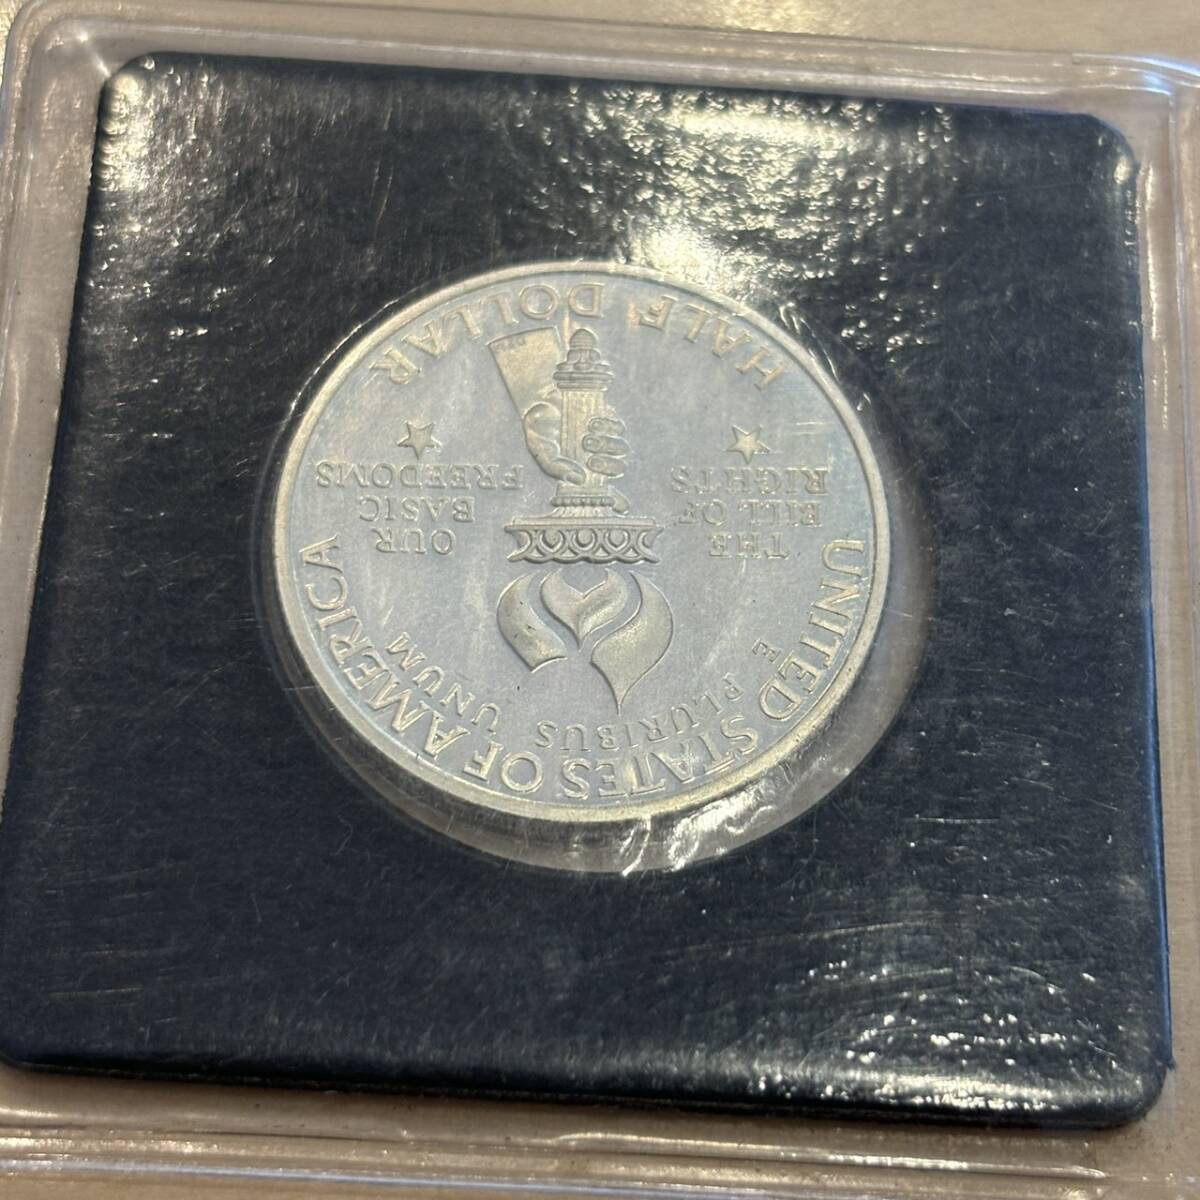 UNITED STATES OF AMERICA
E PLURIBUS UNUM
THE
BILL OF
RIGHTS
OUR
BASIC
FREEDOMS
HALF DOLLAR